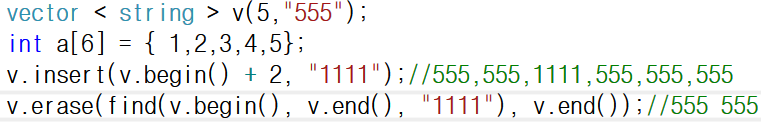 vector < string > v(5,"555");
int a[6] = { 1,2,3,4,5};
v.insert(v.begin() + 2, "1111");//555,555,1111,555,555,555
v.erase(find(v.begin(), v.end(), "1111"), v.end());//555 555